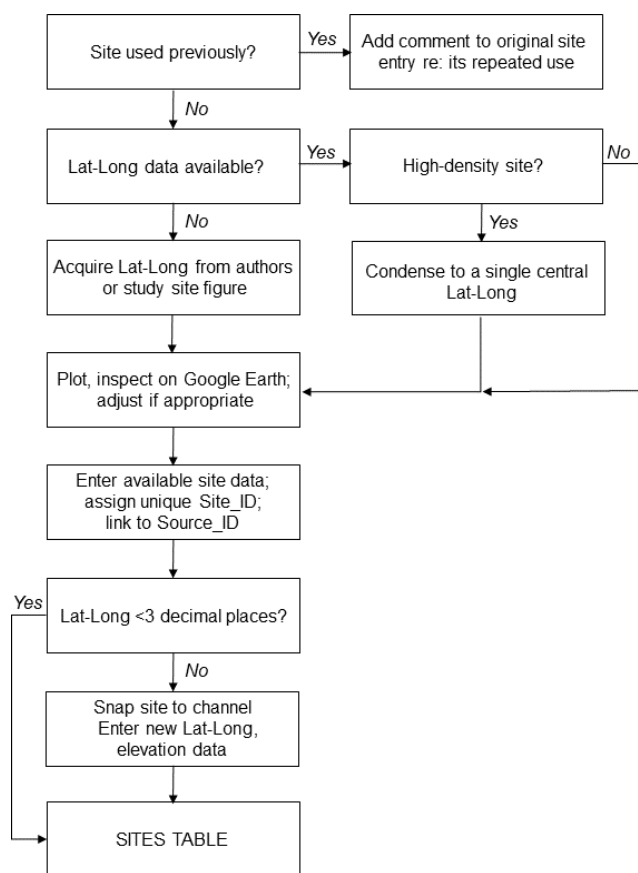 Site used previously?
Yes
Add comment to original site
entry re: its repeated use
No
Lat-Long data available?
Yes
High-density site?
No
No
Yes
Acquire Lat-Long from authors
or study site figure
Condense to a single central
Lat-Long
Plot, inspect on Google Earth;
adjust if appropriate
Enter available site data;
assign unique Site_ID;
link to Source_ID
Yes
Lat-Long <3 decimal places?
No
Snap site to channel
Enter new Lat-Long,
elevation data
SITES TABLE